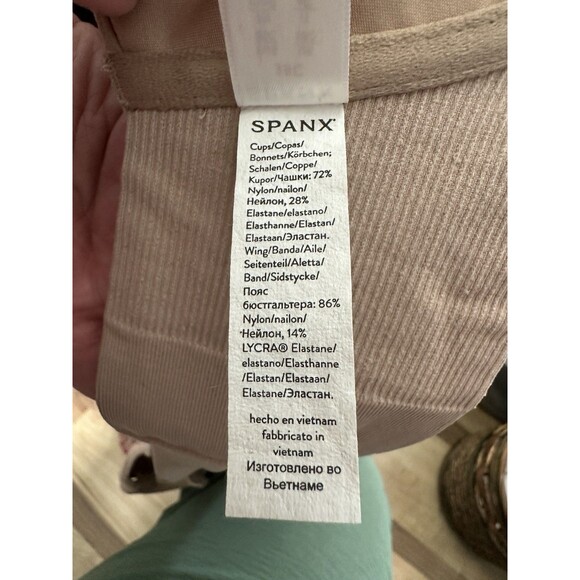 SPANX®
Cups/Copas/
Bonnets/Körbchen;
Schalen/Coppe/
Kupor/Чашки: 72%
Nylon/nailon/
Нейлон, 28%
Elastane/elastano/
Elasthanne/Elastan/
Elastaan/Эластан.
Wing/Banda/Aile/
Seitenteil/Aletta/
Band/Sidstycke/
Пояс
бюстгальтера: 86%
Nylon/nailon/
Нейлон, 14%
LYCRA® Elastane/
elastano/Elasthanne
/Elastan/Elastaan/
Elastane/Эластан.
hecho en vietnam
fabbricato in
vietnam
Изготовлено во
Вьетнаме